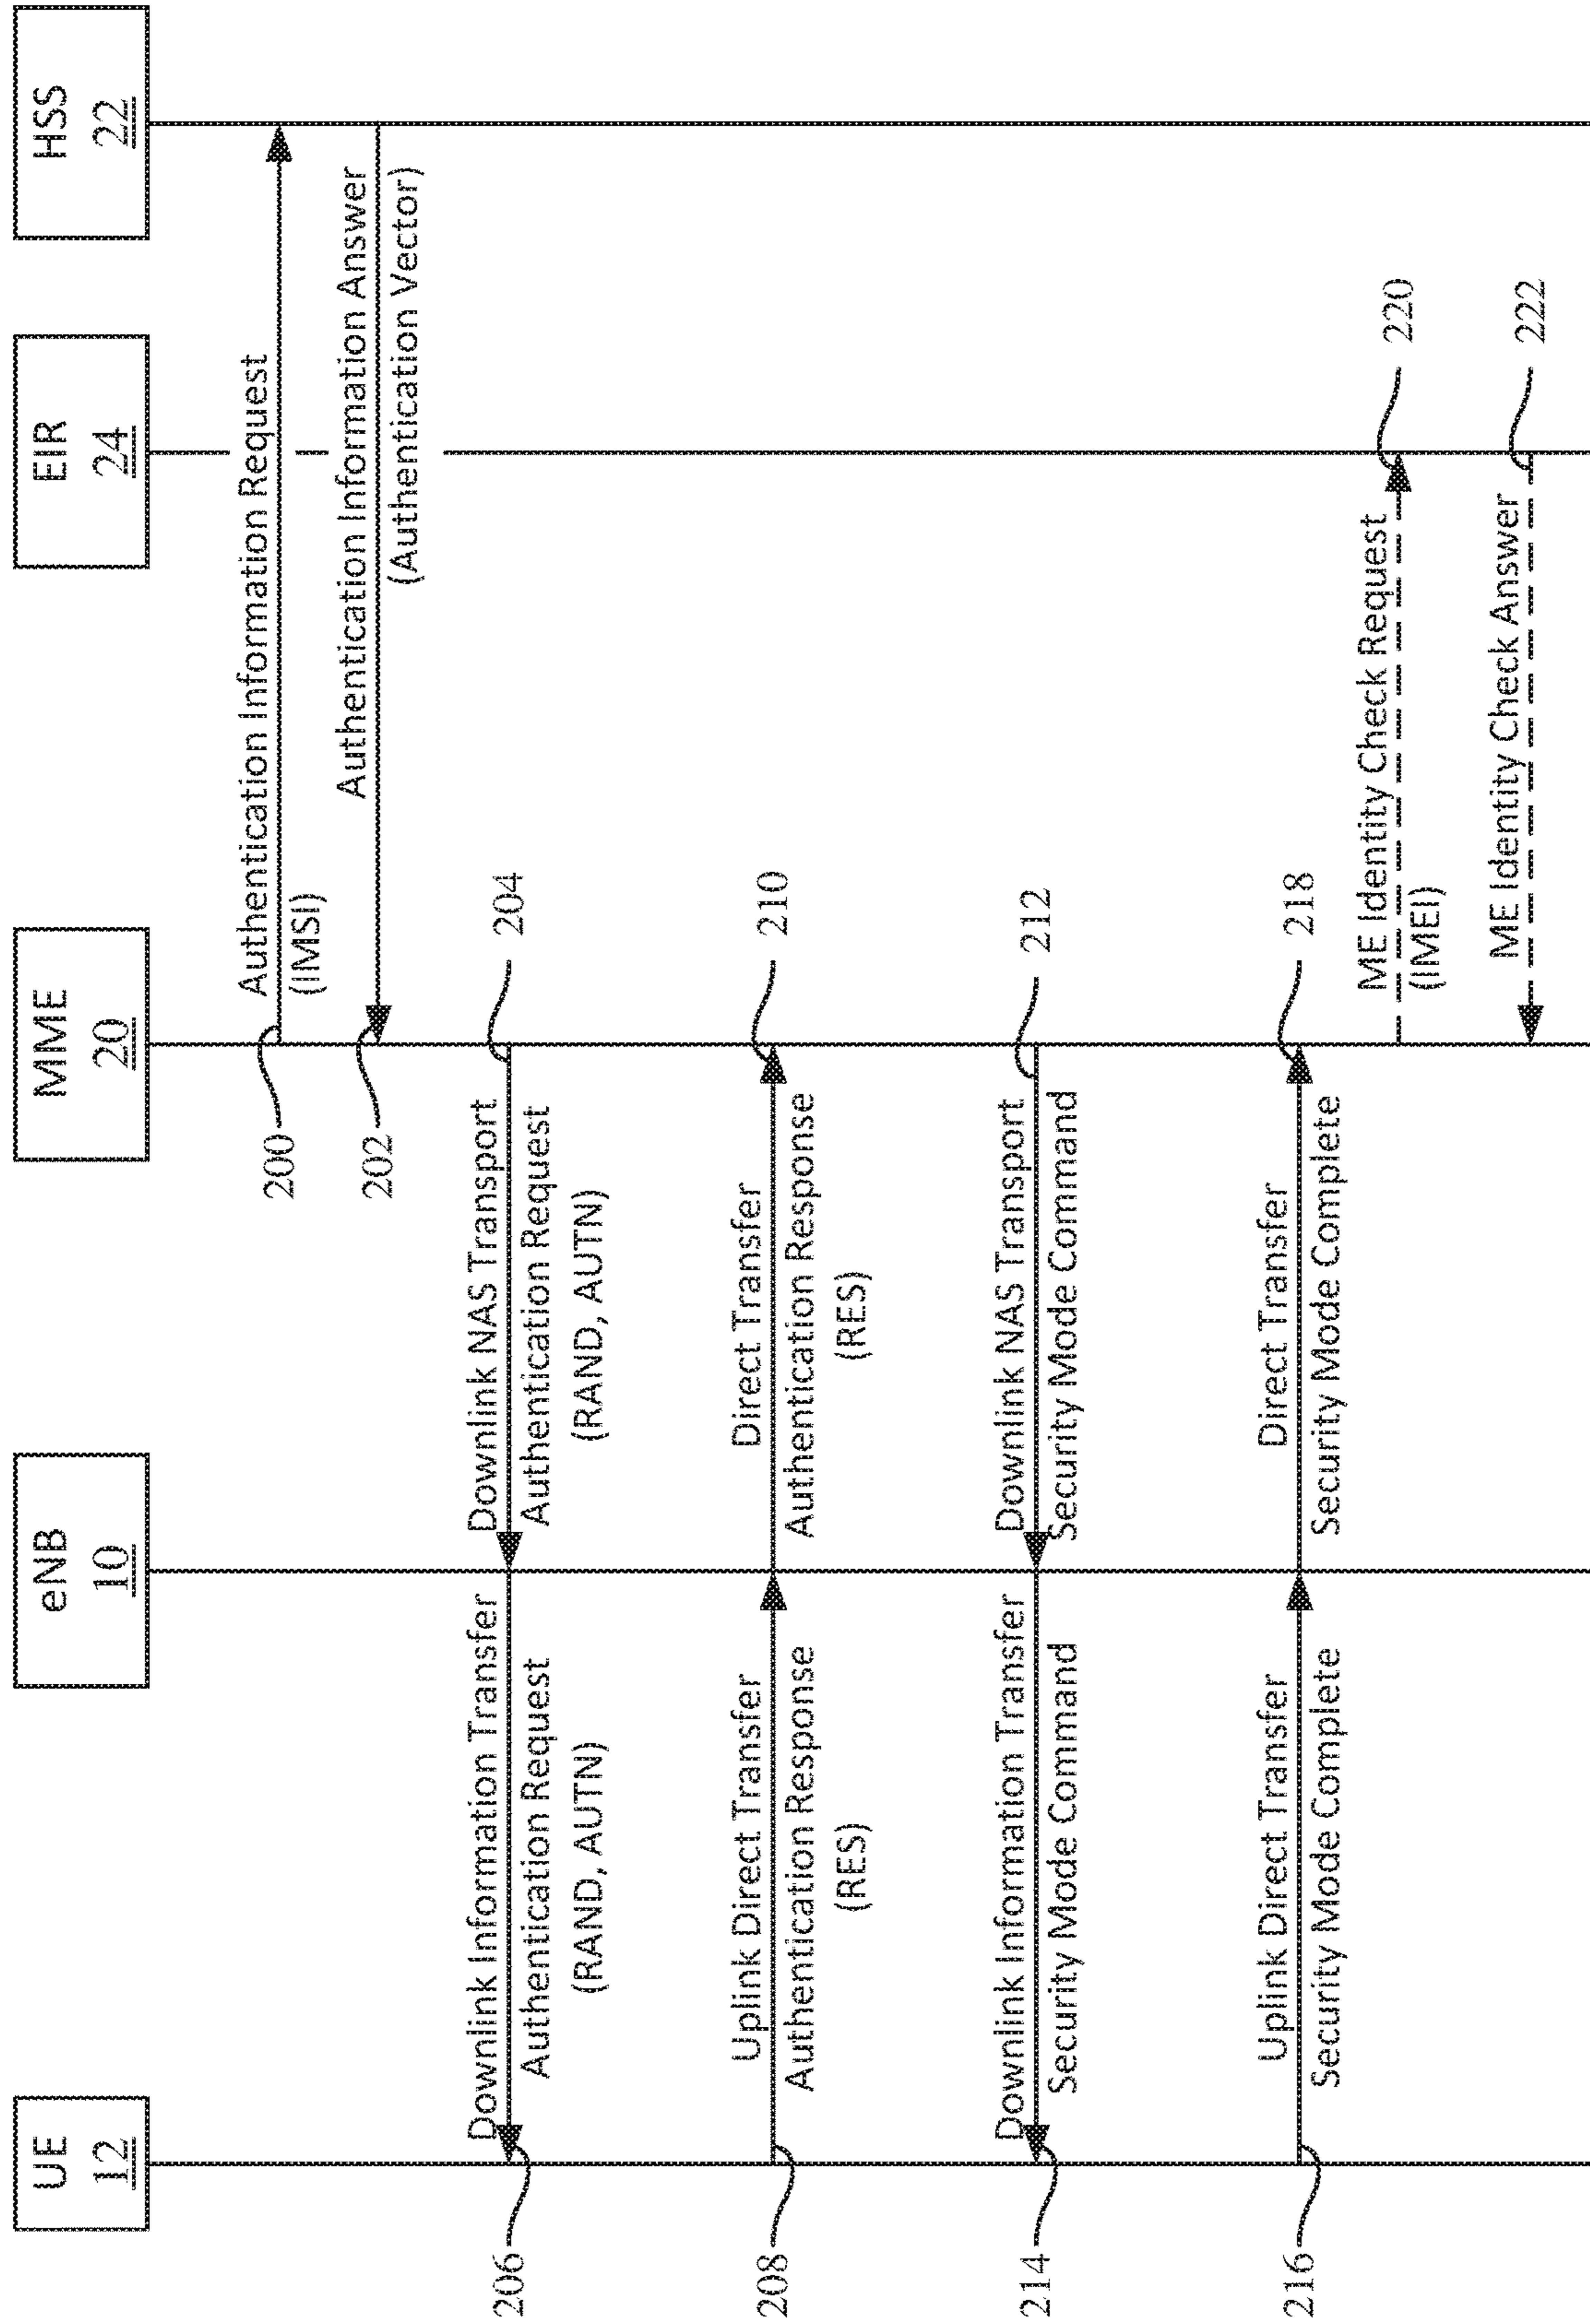 UE
12
eNB
10
MME
20
EIR
24
HSS
22
200
Authentication Information Request
(IMSI)
202
Authentication Information Answer
(Authentication Vector)
204
Downlink NAS Transport
Authentication Request
(RAND, AUTN)
206
Downlink Information Transfer
Authentication Request
(RAND, AUTN)
208
Uplink Direct Transfer
Authentication Response
(RES)
210
Direct Transfer
Authentication Response
(RES)
212
Downlink NAS Transport
Security Mode Command
214
Downlink Information Transfer
Security Mode Command
216
Uplink Direct Transfer
Security Mode Complete
218
Direct Transfer
Security Mode Complete
220
ME Identity Check Request
(IMEI)
222
ME Identity Check Answer